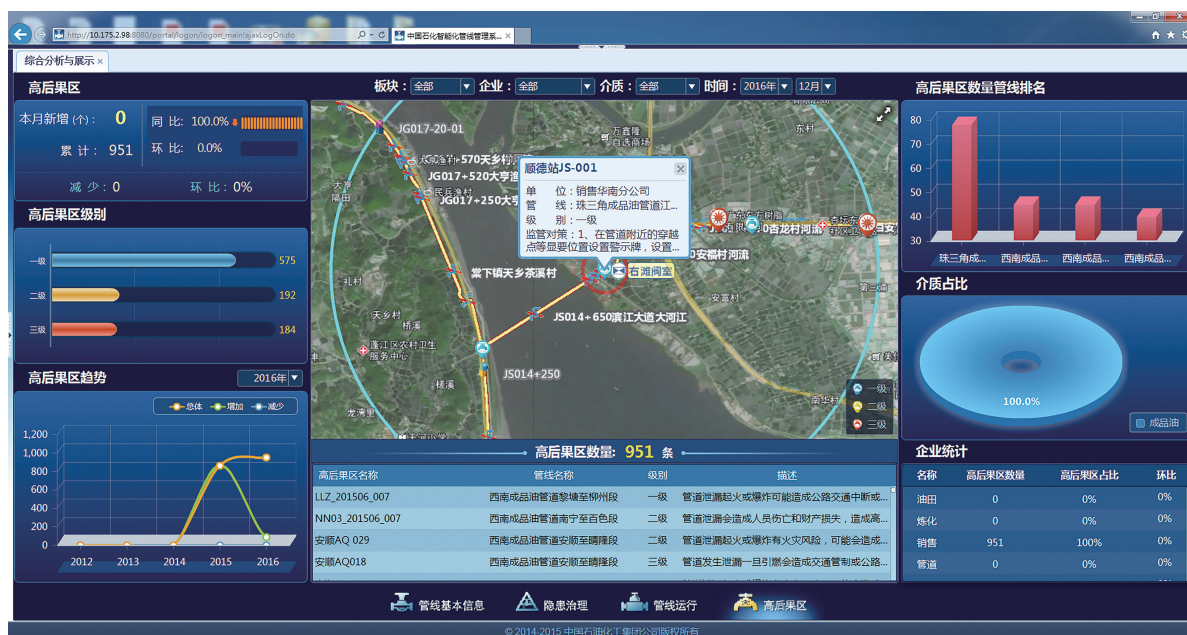 http://10.175.2.98:8080/portal/logon/logon_mainlajaxLogOn.do
中国石化智能化管线管理系...
综合分析与展示
高后果区
本月新增 (个)： 0
同 比: 100.0%
累 计： 951
环 比: 0.0%
减 少：0
环 比：0%
高后果区级别
一级 575
二级 192
三级 184
高后果区趋势
2016年
总体 增加 减少
1,200
1,000
800
600
400
200
0
2012 2013 2014 2015 2016
板块：全部 企业：全部 介质：全部 时间：2016年 12月
JG017-20-01
万鑫隆
自选商场
东村
JG017+520大亨渔
民兵渔村
JG017+250大亨
顺德站JS-001
单 位：销售华南分公司
管 线：珠三角成品油管道江...
级 别：一级
监管对策：1、在管道附近的穿越
点等显要位置设置警示牌，设置...
0杏龙村河流
0安福村河流
右滩阀室
棠下镇天乡茶溪村
礼村
安富村
天乡村
桥溪
JS014+650滨江大道大河江
蓬江区农村卫生
服务中心
JS014+250
槎溪
南华村
龙湾里
一级
二级
三级
高后果区数量: 951 条
高后果区名称 管线名称 级别 描述
LLZ_201506_007 西南成品油管道黎塘至柳州段 一级 管道泄漏起火或爆炸可能造成公路交通中断或...
NN03_201506_007 西南成品油管道南宁至百色段 二级 管道泄漏会造成人员伤亡和财产损失，造成高...
安顺AQ 029 西南成品油管道安顺至晴隆段 二级 管道泄漏起火或爆炸有火灾风险，可能会造成...
安顺AQ018 西南成品油管道安顺至晴隆段 三级 管道发生泄漏一旦引燃会造成交通管制或公路...
高后果区数量管线排名
80
70
60
50
40
30
珠三角成... 西南成品... 西南成品... 西南成品...
介质占比
100.0%
成品油
企业统计
名称 高后果区数量 高后果区占比 环比
油田 0 0% 0%
炼化 0 0% 0%
销售 951 100% 0%
管道 0 0% 0%
管线基本信息 隐患治理 管线运行 高后果区
© 2014-2015 中国石油化工集团公司版权所有